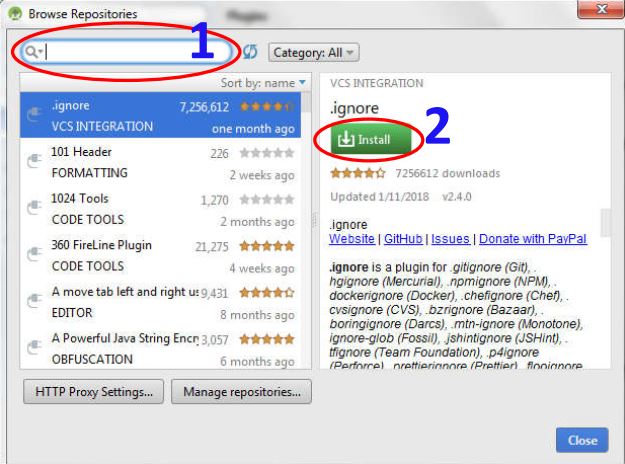 Browse Repositories
Plugins
1
Category: All
Sort by: name
.ignore 7,256,612
VCS INTEGRATION one month ago
101 Header 226
FORMATTING 2 weeks ago
1024 Tools 1,270
CODE TOOLS 2 months ago
360 FireLine Plugin 21,275
CODE TOOLS 4 weeks ago
A move tab left and right us 9,431
EDITOR 8 months ago
A Powerful Java String Encr 3,057
OBFUSCATION 6 months ago
HTTP Proxy Settings...
Manage repositories...
VCS INTEGRATION
.ignore
Install
2
7256612 downloads
Updated 1/11/2018 v2.4.0
.ignore
Website | GitHub | Issues | Donate with PayPal
.ignore is a plugin for .gitignore (Git), .
hgignore (Mercurial), .npmignore (NPM), .
dockerignore (Docker), .chefignore (Chef), .
cvsignore (CVS), .bzrignore (Bazaar), .
boringignore (Darcs), .mtn-ignore (Monotone),
ignore-glob (Fossil), .jshintignore (JSHint), .
tfignore (Team Foundation), .p4ignore
(Perforce), .prettierignore (Prettier), .flooignore
Close